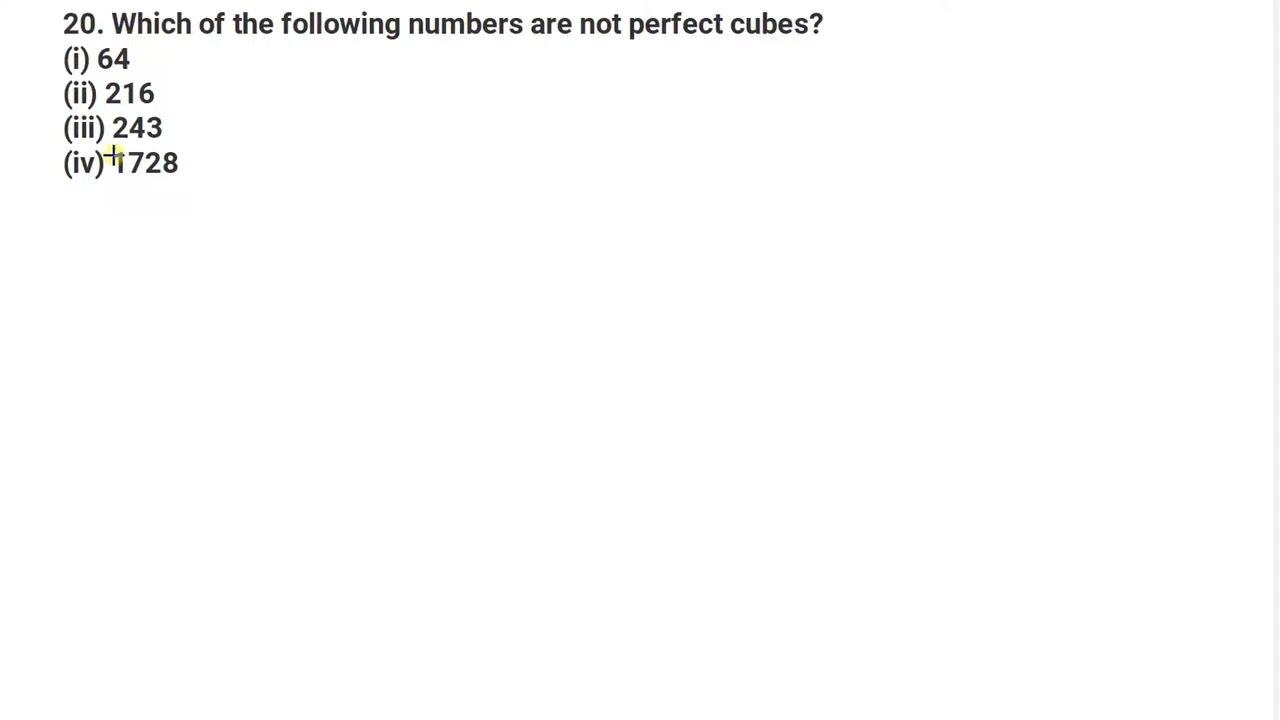 20. Which of the following numbers are not perfect cubes?
(i) 64
(ii) 216
(iii) 243
(iv) 1728